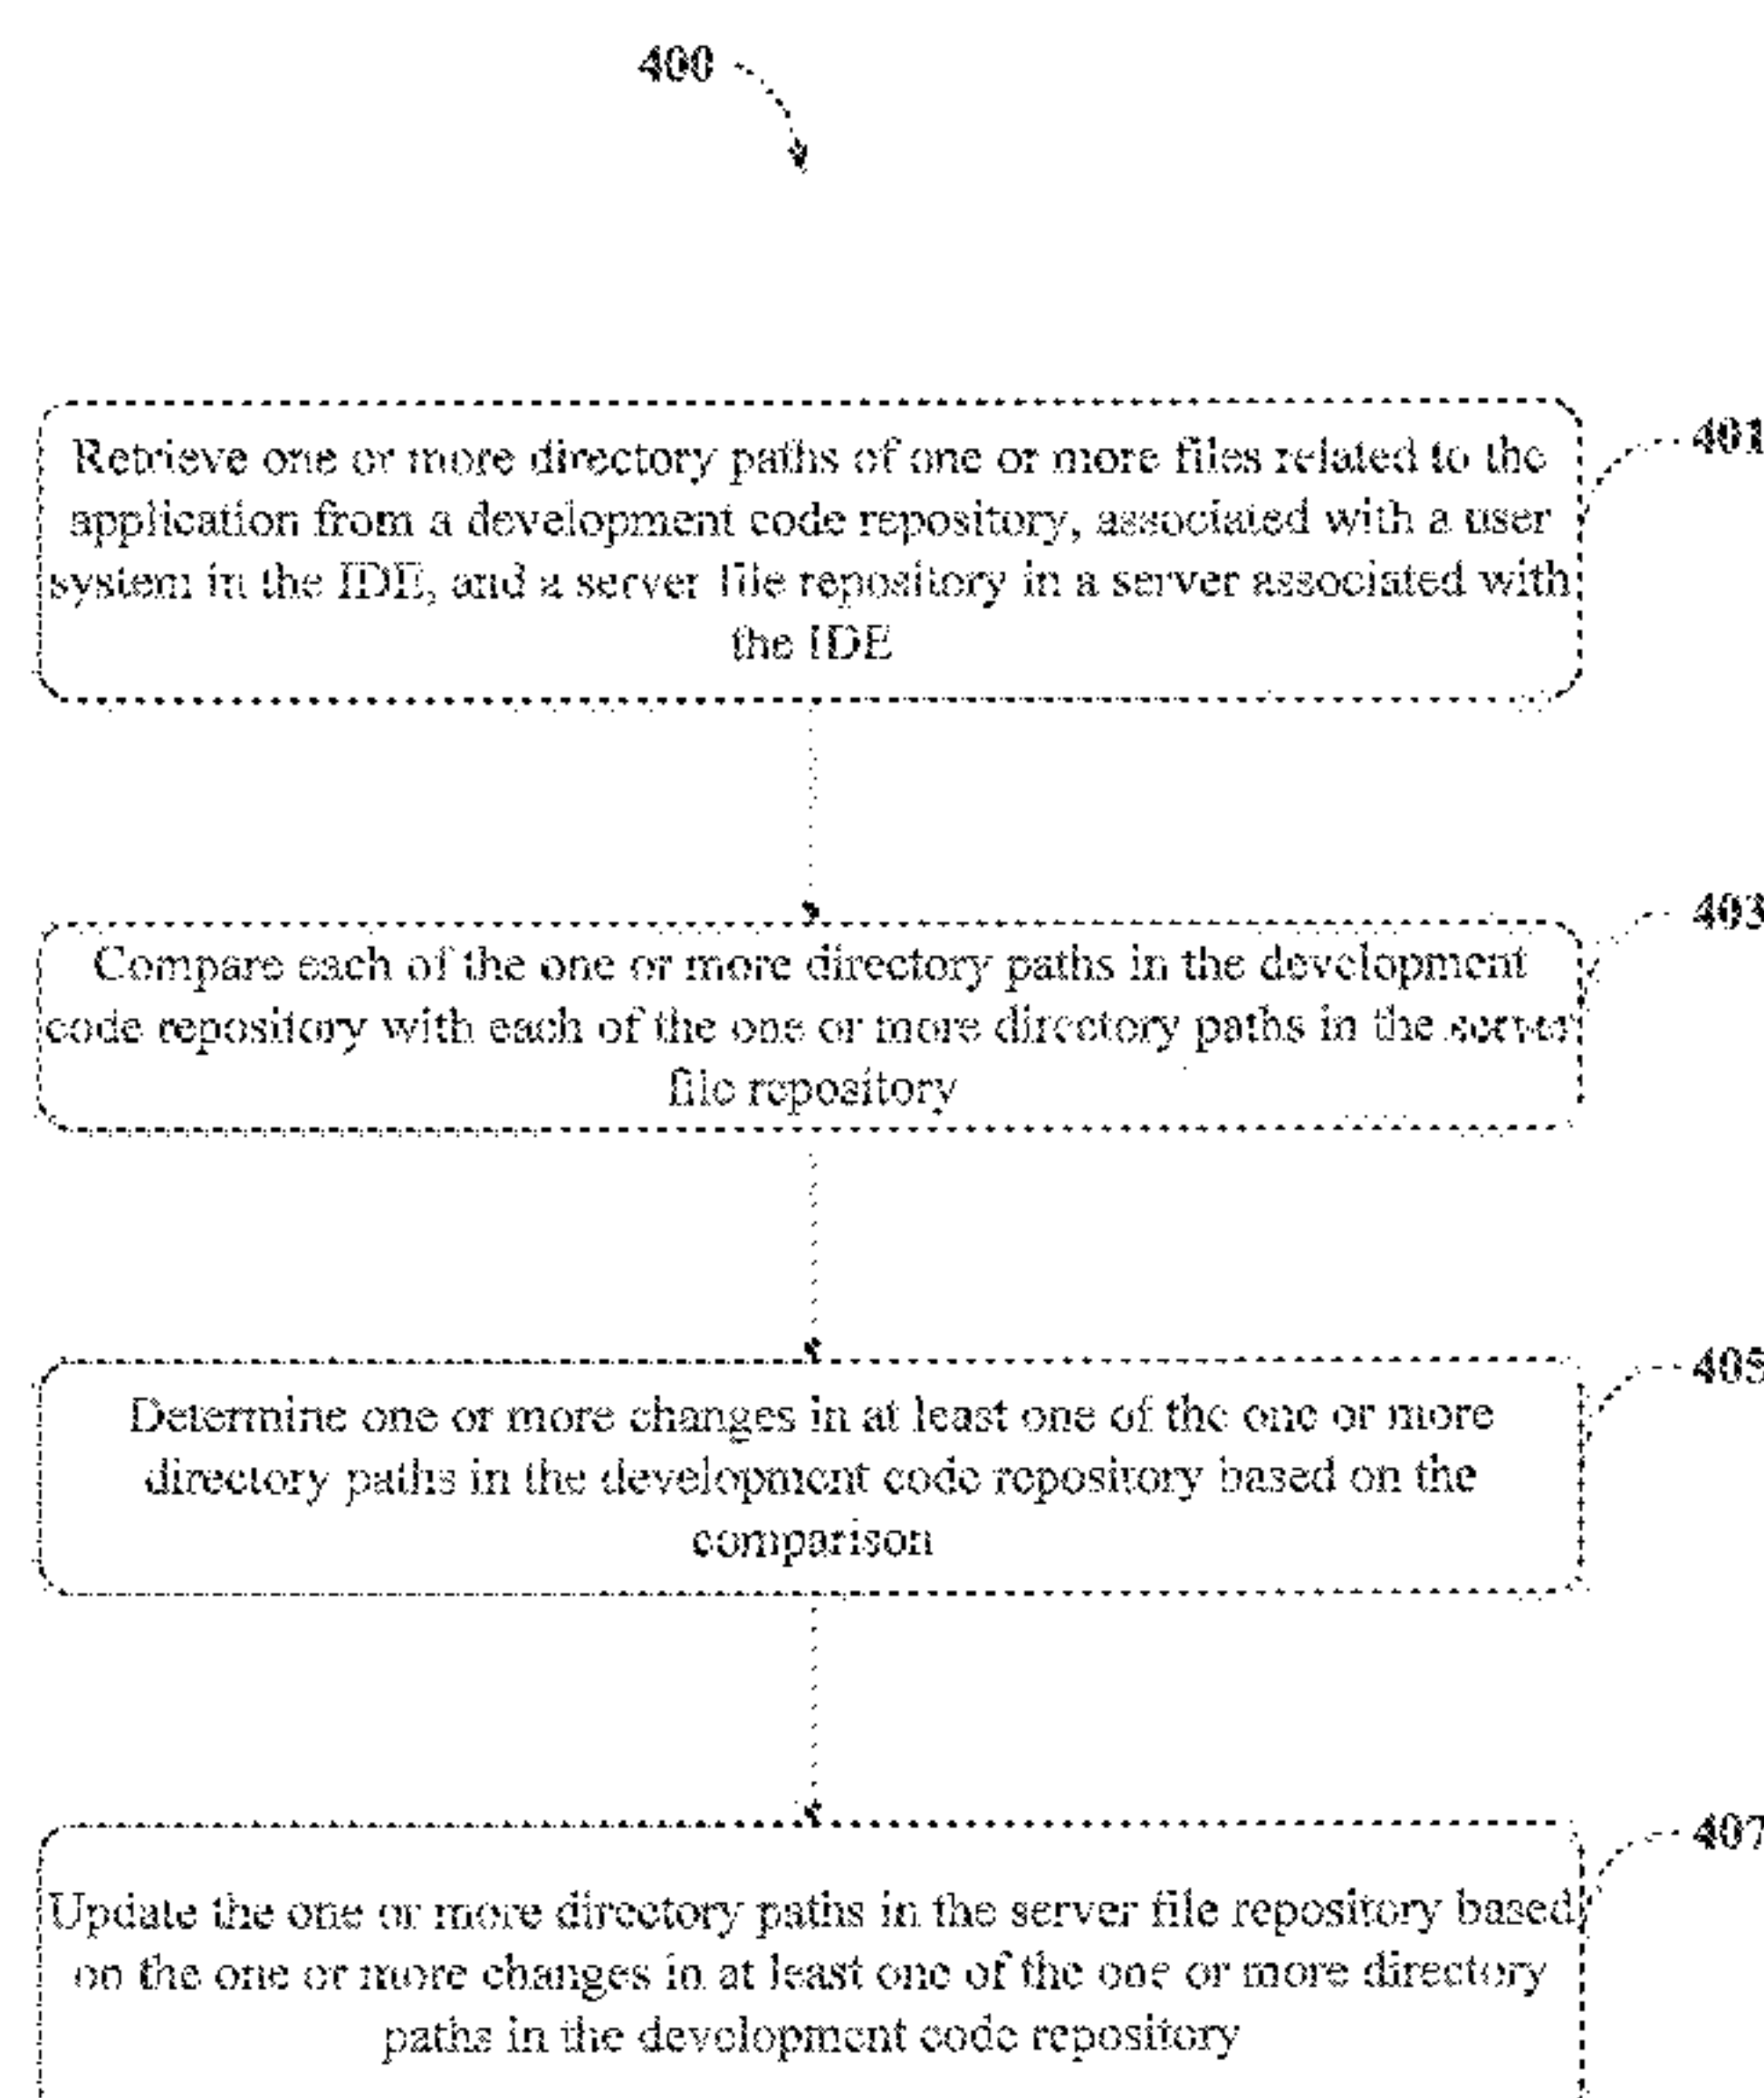 400
Retrieve one or more directory paths of one or more files related to the
401
application from a development code repository, associated with a user
system in the IDE, and a server file repository in a server associated with
the IDE
403
Compare each of the one or more directory paths in the development
code repository with each of the one or more directory paths in the server
file repository
405
Determine one or more changes in at least one of the one or more
directory paths in the development code repository based on the
comparison
407
Update the one or more directory paths in the server file repository based
on the one or more changes in at least one of the one or more directory
paths in the development code repository